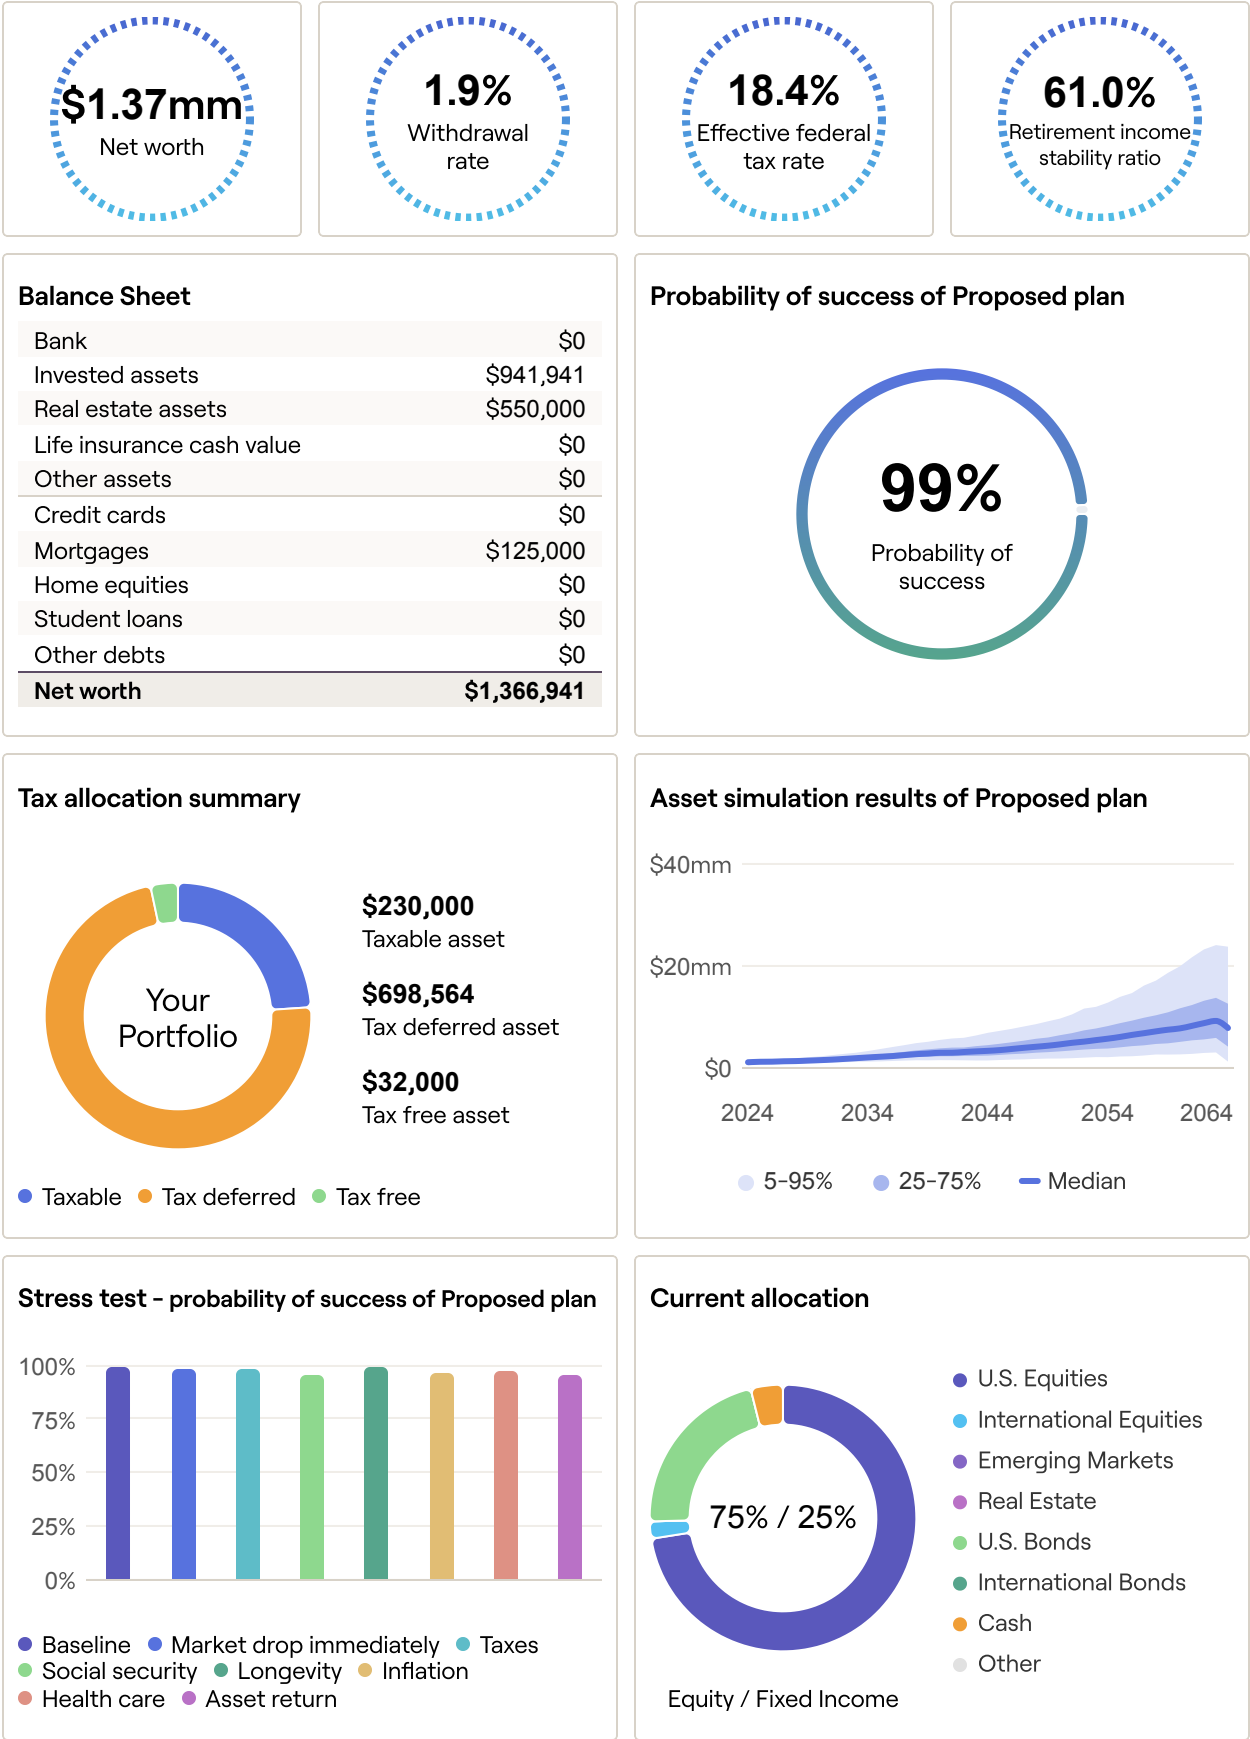 $1.37mm
Net worth
1.9%
Withdrawal
rate
18.4%
Effective federal
tax rate
61.0%
Retirement income
stability ratio
Balance Sheet
Bank $0
Invested assets $941,941
Real estate assets $550,000
Life insurance cash value $0
Other assets $0
Credit cards $0
Mortgages $125,000
Home equities $0
Student loans $0
Other debts $0
Net worth $1,366,941
Probability of success of Proposed plan
99%
Probability of
success
Tax allocation summary
Your
Portfolio
$230,000
Taxable asset
$698,564
Tax deferred asset
$32,000
Tax free asset
Taxable Tax deferred Tax free
Asset simulation results of Proposed plan
$40mm
$20mm
$0
2024 2034 2044 2054 2064
5-95% 25-75% Median
Stress test - probability of success of Proposed plan
100%
75%
50%
25%
0%
Baseline Market drop immediately Taxes
Social security Longevity Inflation
Health care Asset return
Current allocation
75% / 25%
Equity / Fixed Income
U.S. Equities
International Equities
Emerging Markets
Real Estate
U.S. Bonds
International Bonds
Cash
Other